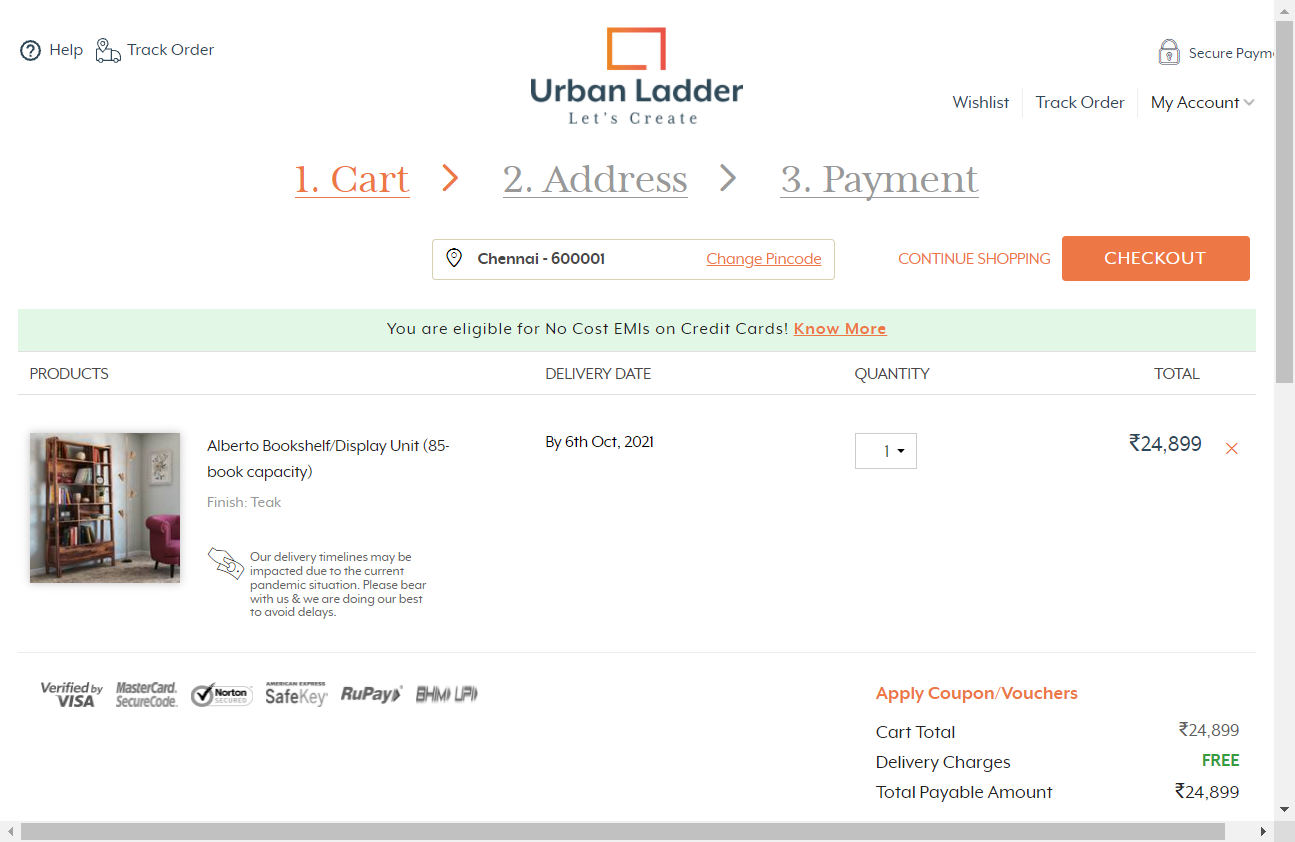 Help
Track Order
Urban Ladder
Let's Create
Secure Paym
Wishlist
Track Order
My Account
1. Cart
2. Address
3. Payment
Chennai - 600001
Change Pincode
CONTINUE SHOPPING
CHECKOUT
You are eligible for No Cost EMIs on Credit Cards! Know More
PRODUCTS
DELIVERY DATE
QUANTITY
TOTAL
Alberto Bookshelf/Display Unit (85-
book capacity)
Finish: Teak
By 6th Oct, 2021
1
₹24,899
Our delivery timelines may be
impacted due to the current
pandemic situation. Please bear
with us & we are doing our best
to avoid delays.
Verified by
VISA
MasterCard.
SecureCode.
Norton
SECURED
AMERICAN EXPRESS
SafeKey
RuPay
BHIM UPI
Apply Coupon/Vouchers
Cart Total
₹24,899
Delivery Charges
FREE
Total Payable Amount
₹24,899